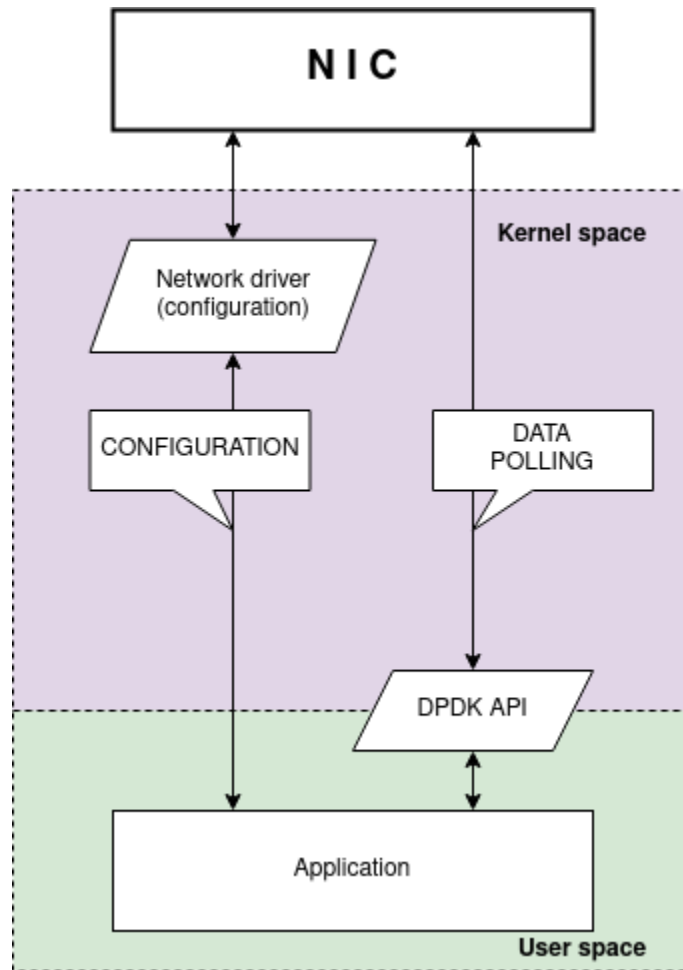 N I C
Kernel space
Network driver
(configuration)
CONFIGURATION
DATA
POLLING
DPDK API
Application
User space